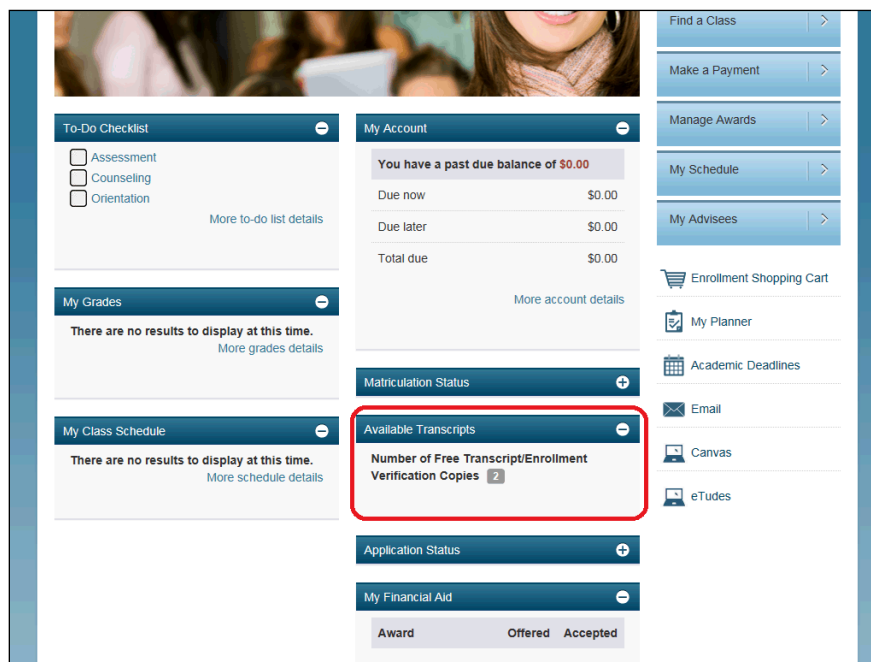 To-Do Checklist
Assessment
Counseling
Orientation
More to-do list details
My Grades
There are no results to display at this time.
More grades details
My Class Schedule
There are no results to display at this time.
More schedule details
My Account
You have a past due balance of $0.00
Due now $0.00
Due later $0.00
Total due $0.00
More account details
Matriculation Status
Available Transcripts
Number of Free Transcript/Enrollment
Verification Copies 2
Application Status
My Financial Aid
Award Offered Accepted
Find a Class
Make a Payment
Manage Awards
My Schedule
My Advisees
Enrollment Shopping Cart
My Planner
Academic Deadlines
Email
Canvas
eTudes